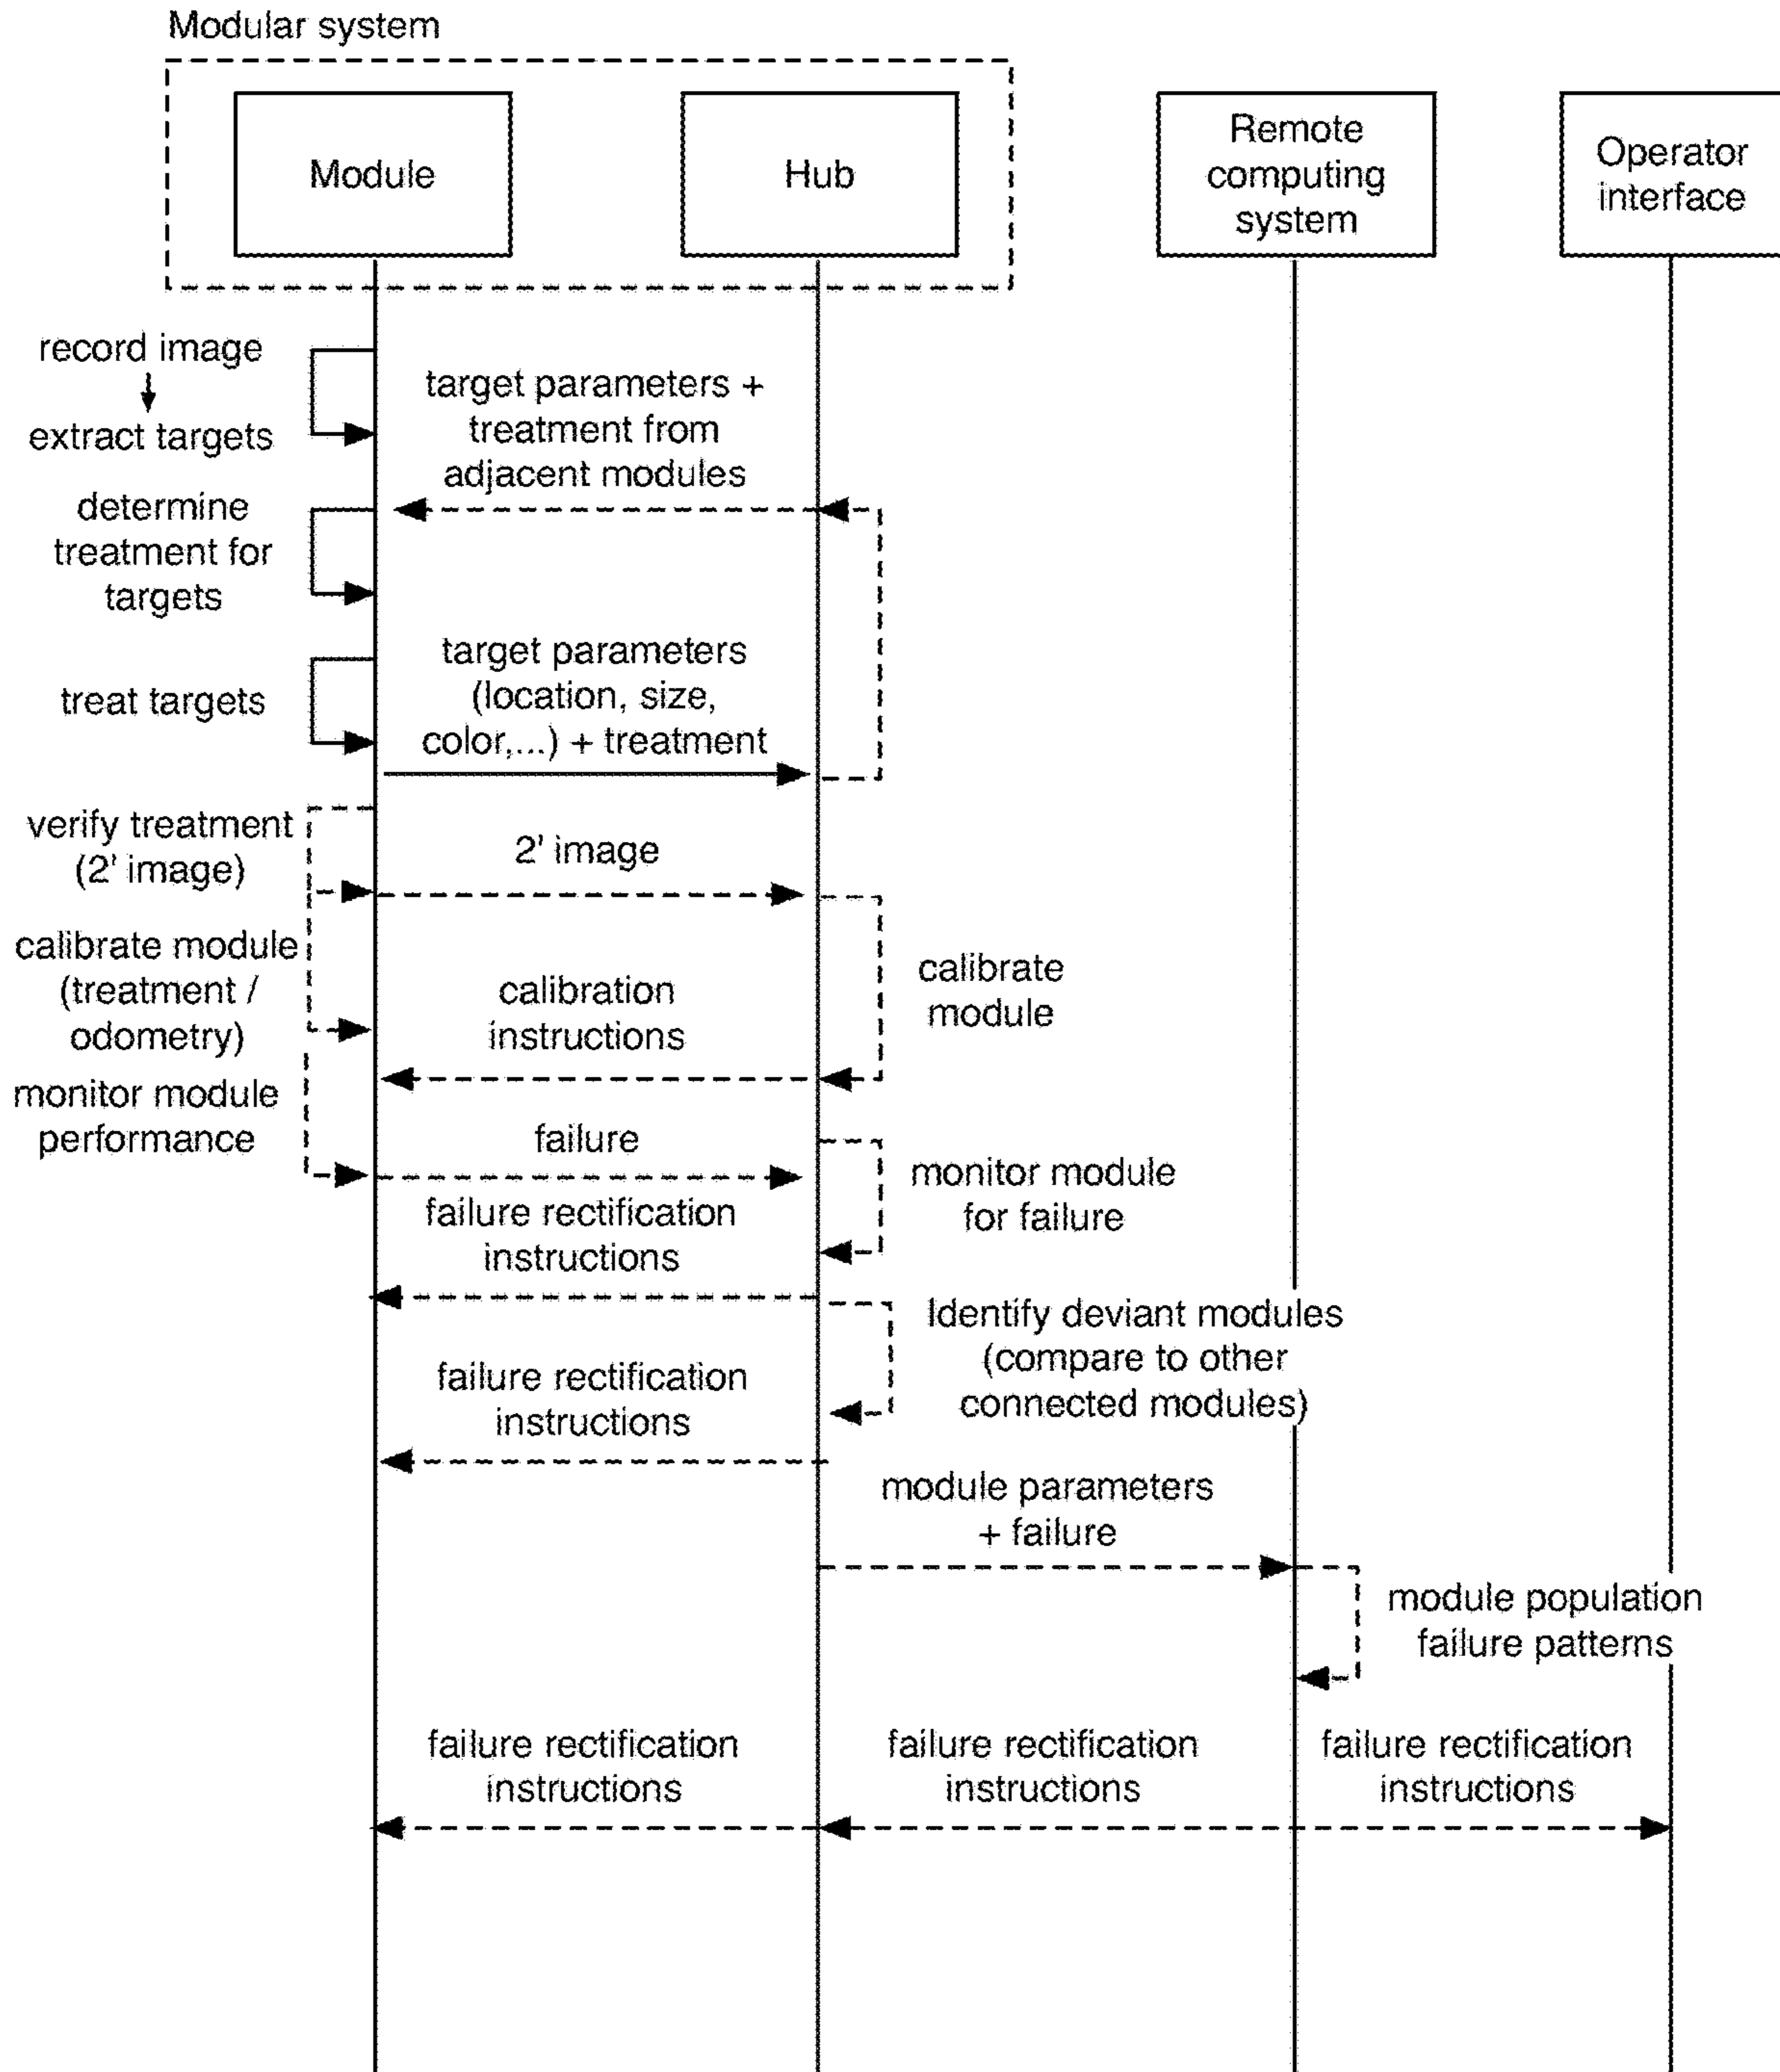 Modular system
Module
Hub
Remote
computing
system
Operator
interface
record image
extract targets
target parameters +
treatment from
adjacent modules
determine
treatment for
targets
target parameters
(location, size,
color,...) + treatment
treat targets
verify treatment
(2' image)
2' image
calibrate module
(treatment /
odometry)
calibration
instructions
calibrate
module
monitor module
performance
failure
monitor module
for failure
failure rectification
instructions
Identify deviant modules
(compare to other
connected modules)
failure rectification
instructions
module parameters
+ failure
module population
failure patterns
failure rectification
instructions
failure rectification
instructions
failure rectification
instructions